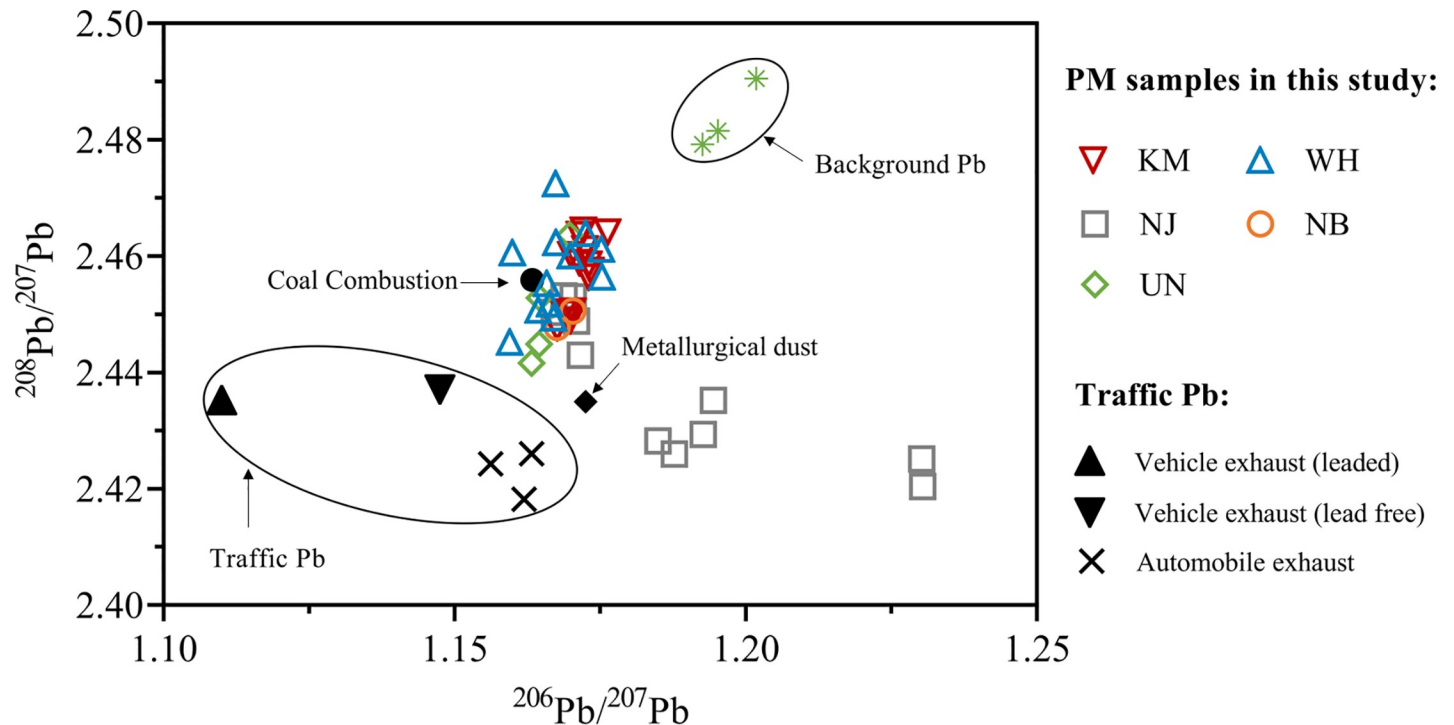 2.50
2.48
2.46
2.44
2.42
2.40
1.10
1.15
1.20
1.25
²⁰⁸Pb/²⁰⁷Pb
²⁰⁶Pb/²⁰⁷Pb
Background Pb
Coal Combustion
Metallurgical dust
Traffic Pb
PM samples in this study:
KM WH
NJ NB
UN
Traffic Pb:
Vehicle exhaust (leaded)
Vehicle exhaust (lead free)
Automobile exhaust